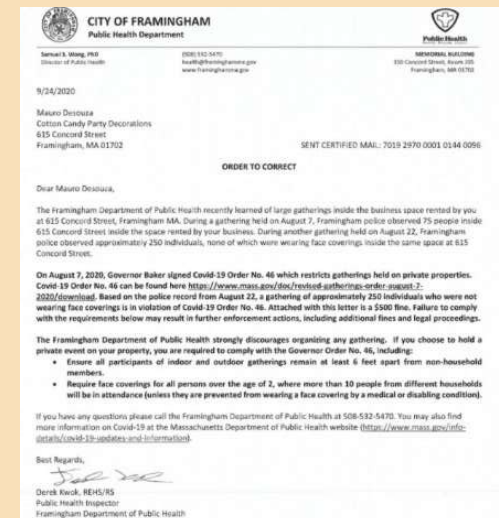 CITY OF FRAMINGHAM
Public Health Department
Public Health
Samuel S. Wong, PhD
Director of Public Health
(508) 532-5470
health@framinghamma.gov
www.framinghamma.gov
MEMORIAL BUILDING
150 Concord Street, Room 205
Framingham, MA 01702
9/24/2020
Mauro Desouza
Cotton Candy Party Decorations
615 Concord Street
Framingham, MA 01702
SENT CERTIFIED MAIL: 7019 2970 0001 0144 0096
ORDER TO CORRECT
Dear Mauro Desouza,
The Framingham Department of Public Health recently learned of large gatherings inside the business space rented by you
at 615 Concord Street, Framingham MA. During a gathering held on August 7, Framingham police observed 75 people inside
615 Concord Street inside the space rented by your business. During another gathering held on August 22, Framingham
police observed approximately 250 individuals, none of which were wearing face coverings inside the same space at 615
Concord Street.
On August 7, 2020, Governor Baker signed Covid-19 Order No. 46 which restricts gatherings held on private properties.
Covid-19 Order No. 46 can be found here https://www.mass.gov/doc/revised-gatherings-order-august-7-
2020/download. Based on the police record from August 22, a gathering of approximately 250 individuals who were not
wearing face coverings is in violation of Covid-19 Order No. 46. Attached with this letter is a $500 fine. Failure to comply
with the requirements below may result in further enforcement actions, including additional fines and legal proceedings.
The Framingham Department of Public Health strongly discourages organizing any gathering. If you choose to hold a
private event on your property, you are required to comply with the Governor Order No. 46, including:
• Ensure all participants of indoor and outdoor gatherings remain at least 6 feet apart from non-household
members.
• Require face coverings for all persons over the age of 2, where more than 10 people from different households
will be in attendance (unless they are prevented from wearing a face covering by a medical or disabling condition).
If you have any questions please call the Framingham Department of Public Health at 508-532-5470. You may also find
more information on Covid-19 at the Massachusetts Department of Public Health website (https://www.mass.gov/info-
details/covid-19-updates-and-information).
Best Regards,
Derek Kwok, REHS/RS
Public Health Inspector
Framingham Department of Public Health